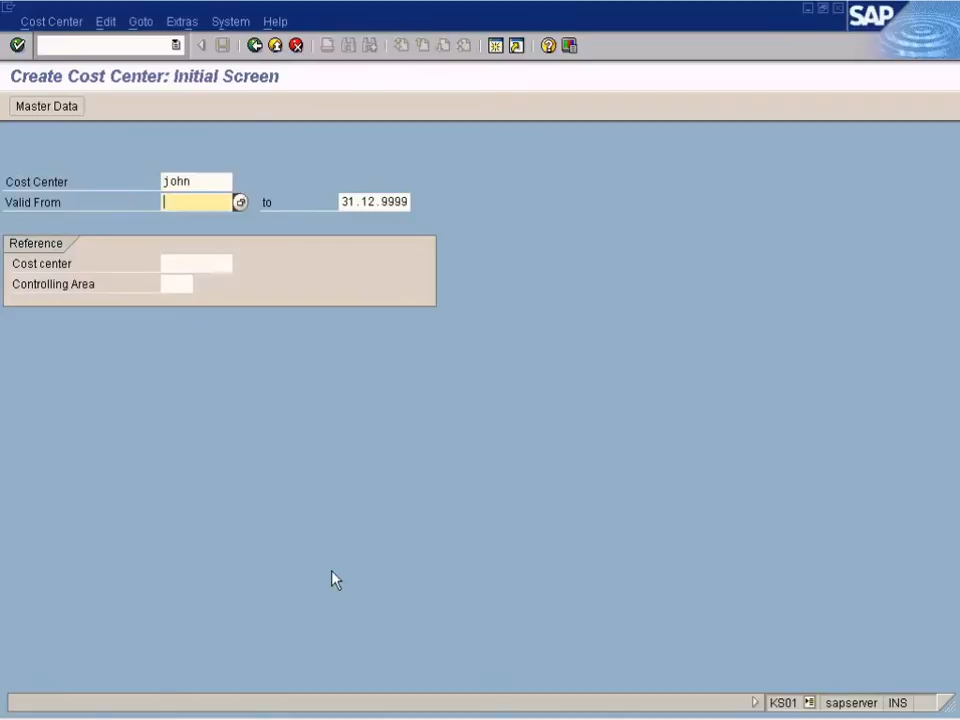 Cost Center Edit Goto Extras System Help
SAP
Create Cost Center: Initial Screen
Master Data
Cost Center john
Valid From to 31.12.9999
Reference
Cost center
Controlling Area
KS01 sapserver INS